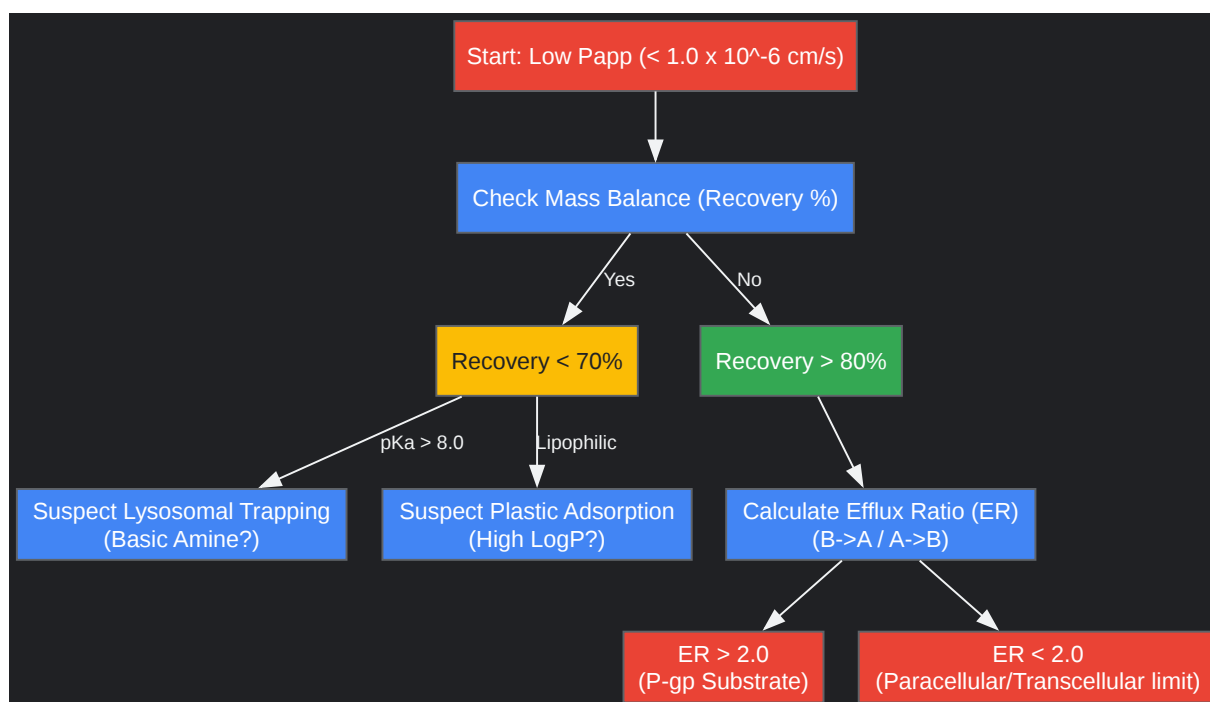 Start: Low Papp (< 1.0 x 10^-6 cm/s)
Check Mass Balance (Recovery %)
Yes
No
Recovery < 70%
Recovery > 80%
pKa > 8.0
Lipophilic
Suspect Lysosomal Trapping
(Basic Amine?)
Suspect Plastic Adsorption
(High LogP?)
Calculate Efflux Ratio (ER)
(B->A / A->B)
ER > 2.0
(P-gp Substrate)
ER < 2.0
(Paracellular/Transcellular limit)